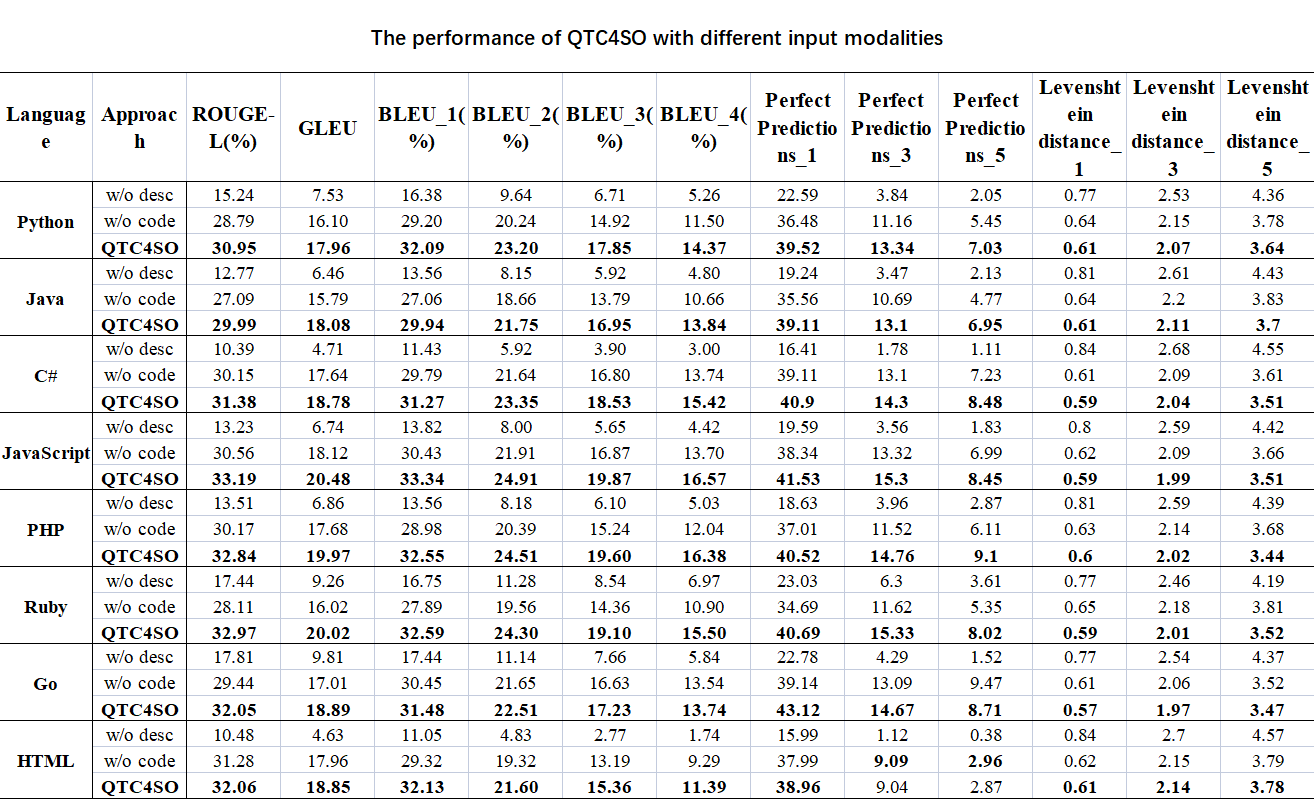 The performance of QTC4SO with different input modalities
Language Approach ROUGE-L(%) GLEU BLEU_1(%) BLEU_2(%) BLEU_3(%) BLEU_4(%) Perfect Predictions_1 Perfect Predictions_3 Perfect Predictions_5 Levenshtein distance_1 Levenshtein distance_3 Levenshtein distance_5
Python w/o desc 15.24 7.53 16.38 9.64 6.71 5.26 22.59 3.84 2.05 0.77 2.53 4.36
w/o code 28.79 16.10 29.20 20.24 14.92 11.50 36.48 11.16 5.45 0.64 2.15 3.78
QTC4SO 30.95 17.96 32.09 23.20 17.85 14.37 39.52 13.34 7.03 0.61 2.07 3.64
Java w/o desc 12.77 6.46 13.56 8.15 5.92 4.80 19.24 3.47 2.13 0.81 2.61 4.43
w/o code 27.09 15.79 27.06 18.66 13.79 10.66 35.56 10.69 4.77 0.64 2.2 3.83
QTC4SO 29.99 18.08 29.94 21.75 16.95 13.84 39.11 13.1 6.95 0.61 2.11 3.7
C# w/o desc 10.39 4.71 11.43 5.92 3.90 3.00 16.41 1.78 1.11 0.84 2.68 4.55
w/o code 30.15 17.64 29.79 21.64 16.80 13.74 39.11 13.1 7.23 0.61 2.09 3.61
QTC4SO 31.38 18.78 31.27 23.35 18.53 15.42 40.9 14.3 8.48 0.59 2.04 3.51
JavaScript w/o desc 13.23 6.74 13.82 8.00 5.65 4.42 19.59 3.56 1.83 0.8 2.59 4.42
w/o code 30.56 18.12 30.43 21.91 16.87 13.70 38.34 13.32 6.99 0.62 2.09 3.66
QTC4SO 33.19 20.48 33.34 24.91 19.87 16.57 41.53 15.3 8.45 0.59 1.99 3.51
PHP w/o desc 13.51 6.86 13.56 8.18 6.10 5.03 18.63 3.96 2.87 0.81 2.59 4.39
w/o code 30.17 17.68 28.98 20.39 15.24 12.04 37.01 11.52 6.11 0.63 2.14 3.68
QTC4SO 32.84 19.97 32.55 24.51 19.60 16.38 40.52 14.76 9.1 0.6 2.02 3.44
Ruby w/o desc 17.44 9.26 16.75 11.28 8.54 6.97 23.03 6.3 3.61 0.77 2.46 4.19
w/o code 28.11 16.02 27.89 19.56 14.36 10.90 34.69 11.62 5.35 0.65 2.18 3.81
QTC4SO 32.97 20.02 32.59 24.30 19.10 15.50 40.69 15.33 8.02 0.59 2.01 3.52
Go w/o desc 17.81 9.81 17.44 11.14 7.66 5.84 22.78 4.29 1.52 0.77 2.54 4.37
w/o code 29.44 17.01 30.45 21.65 16.63 13.54 39.14 13.09 9.47 0.61 2.06 3.52
QTC4SO 32.05 18.89 31.48 22.51 17.23 13.74 43.12 14.67 8.71 0.57 1.97 3.47
HTML w/o desc 10.48 4.63 11.05 4.83 2.77 1.74 15.99 1.12 0.38 0.84 2.7 4.57
w/o code 31.28 17.96 29.32 19.32 13.19 9.29 37.99 9.09 2.96 0.62 2.15 3.79
QTC4SO 32.06 18.85 32.13 21.60 15.36 11.39 38.96 9.04 2.87 0.61 2.14 3.78